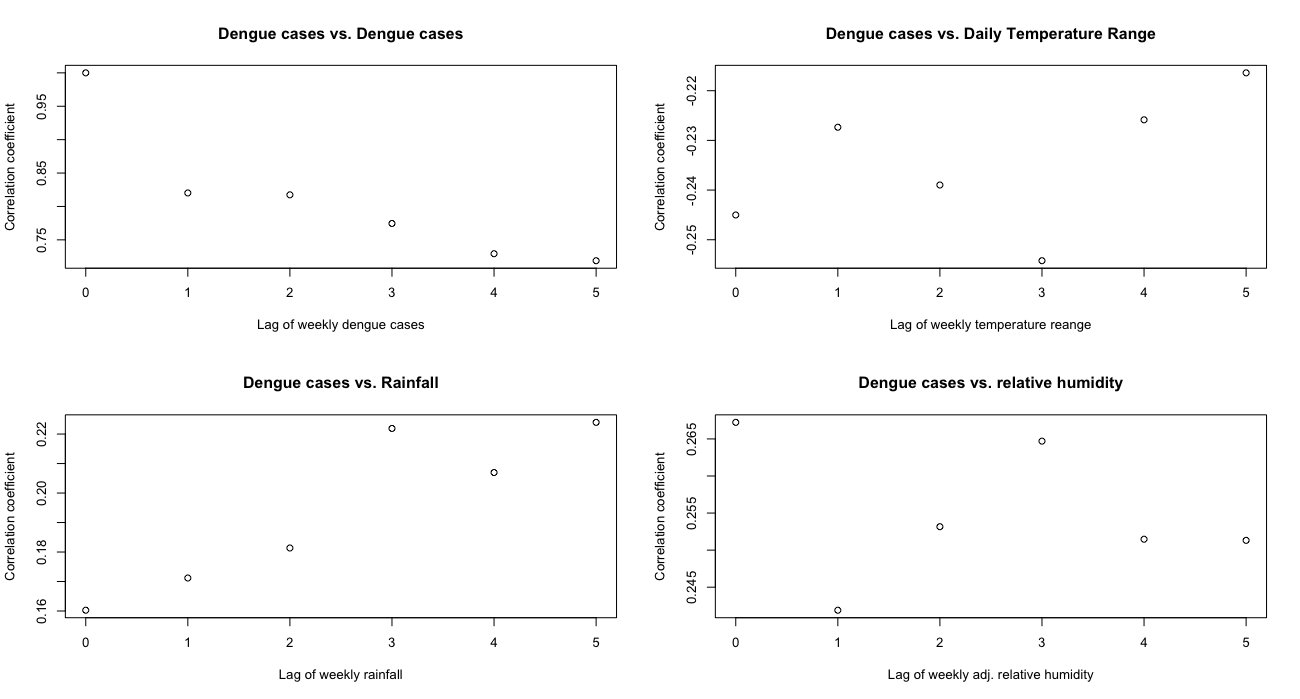 Dengue cases vs. Dengue cases
Correlation coefficient
0.95
0.85
0.75
0 1 2 3 4 5
Lag of weekly dengue cases
Dengue cases vs. Daily Temperature Range
Correlation coefficient
-0.22
-0.23
-0.24
-0.25
0 1 2 3 4 5
Lag of weekly temperature reange
Dengue cases vs. Rainfall
Correlation coefficient
0.22
0.20
0.18
0.16
0 1 2 3 4 5
Lag of weekly rainfall
Dengue cases vs. relative humidity
Correlation coefficient
0.265
0.255
0.245
0 1 2 3 4 5
Lag of weekly adj. relative humidity